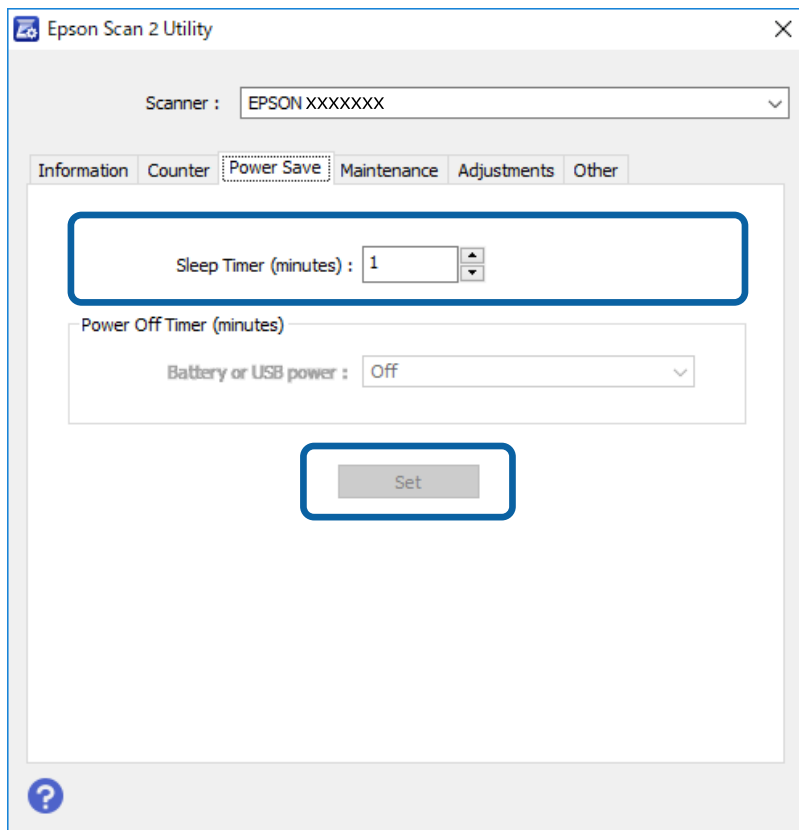 Epson Scan 2 Utility
Scanner : EPSON XXXXXXX
Information Counter Power Save Maintenance Adjustments Other
Sleep Timer (minutes) : 1
Power Off Timer (minutes)
Battery or USB power : Off
Set
?